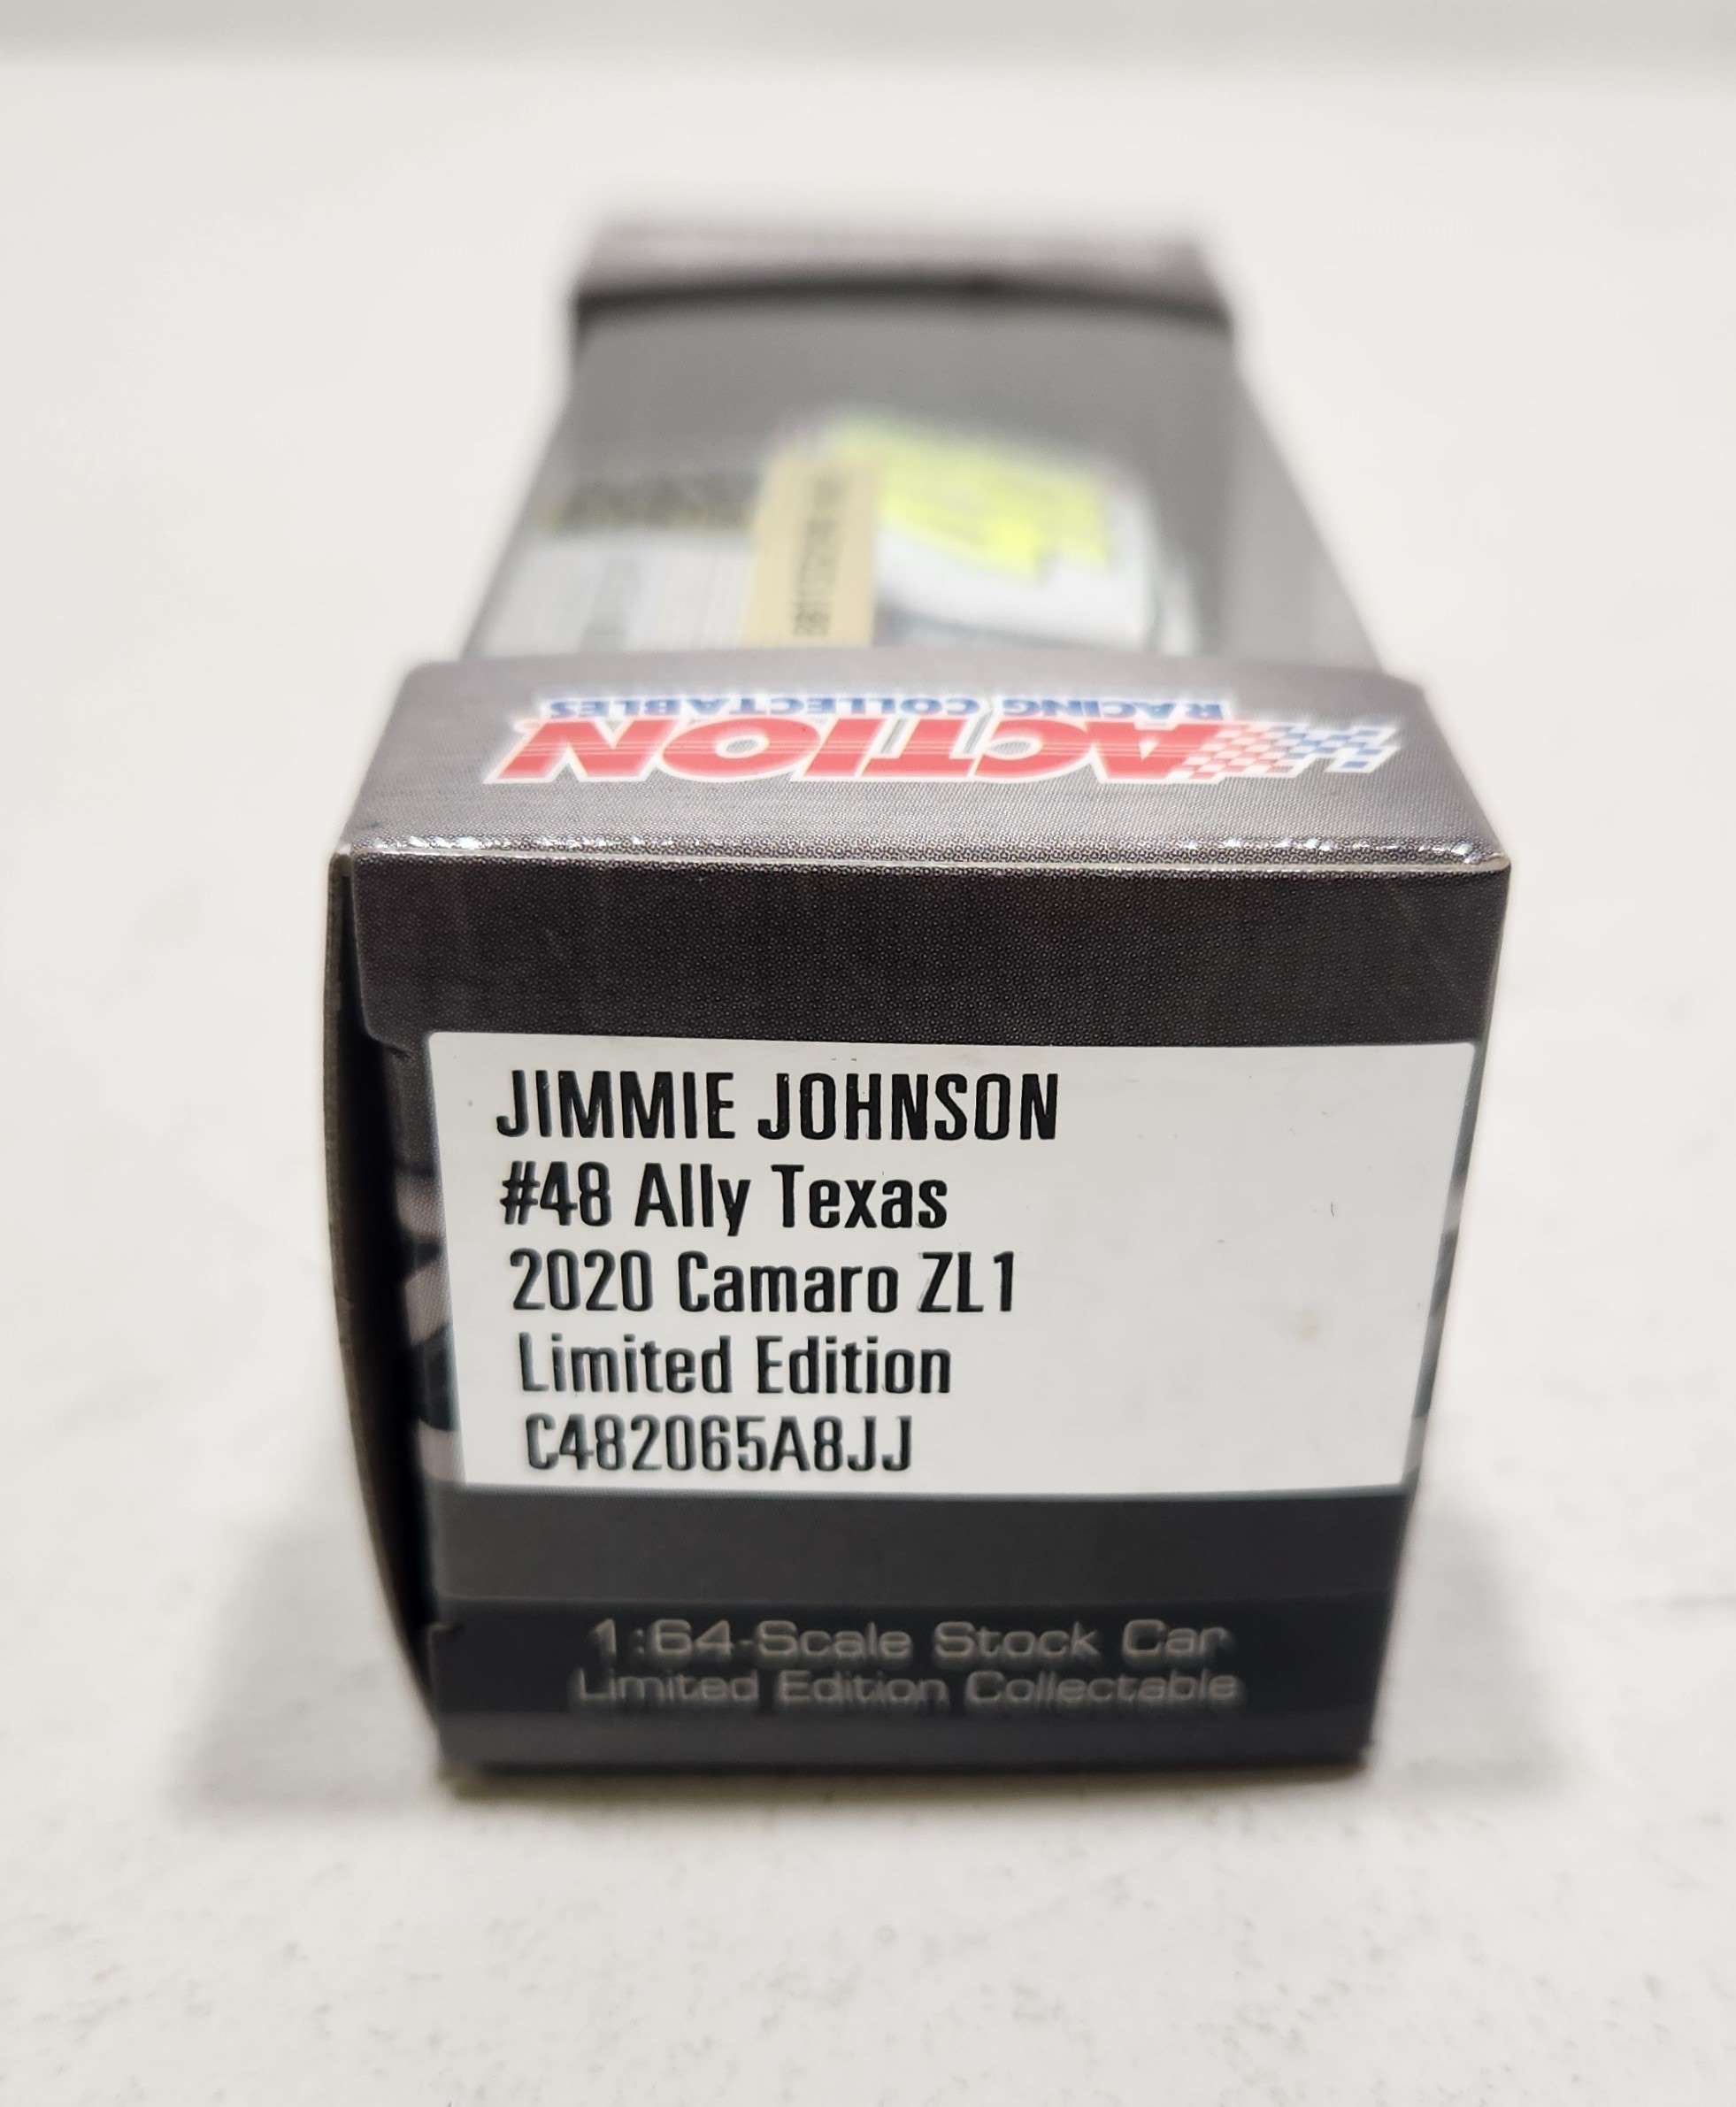 ACTION
RACING COLLECTABLES
JIMMIE JOHNSON
#48 Ally Texas
2020 Camaro ZL1
Limited Edition
C482065A8JJ
1:64-Scale Stock Car
Limited Edition Collectable